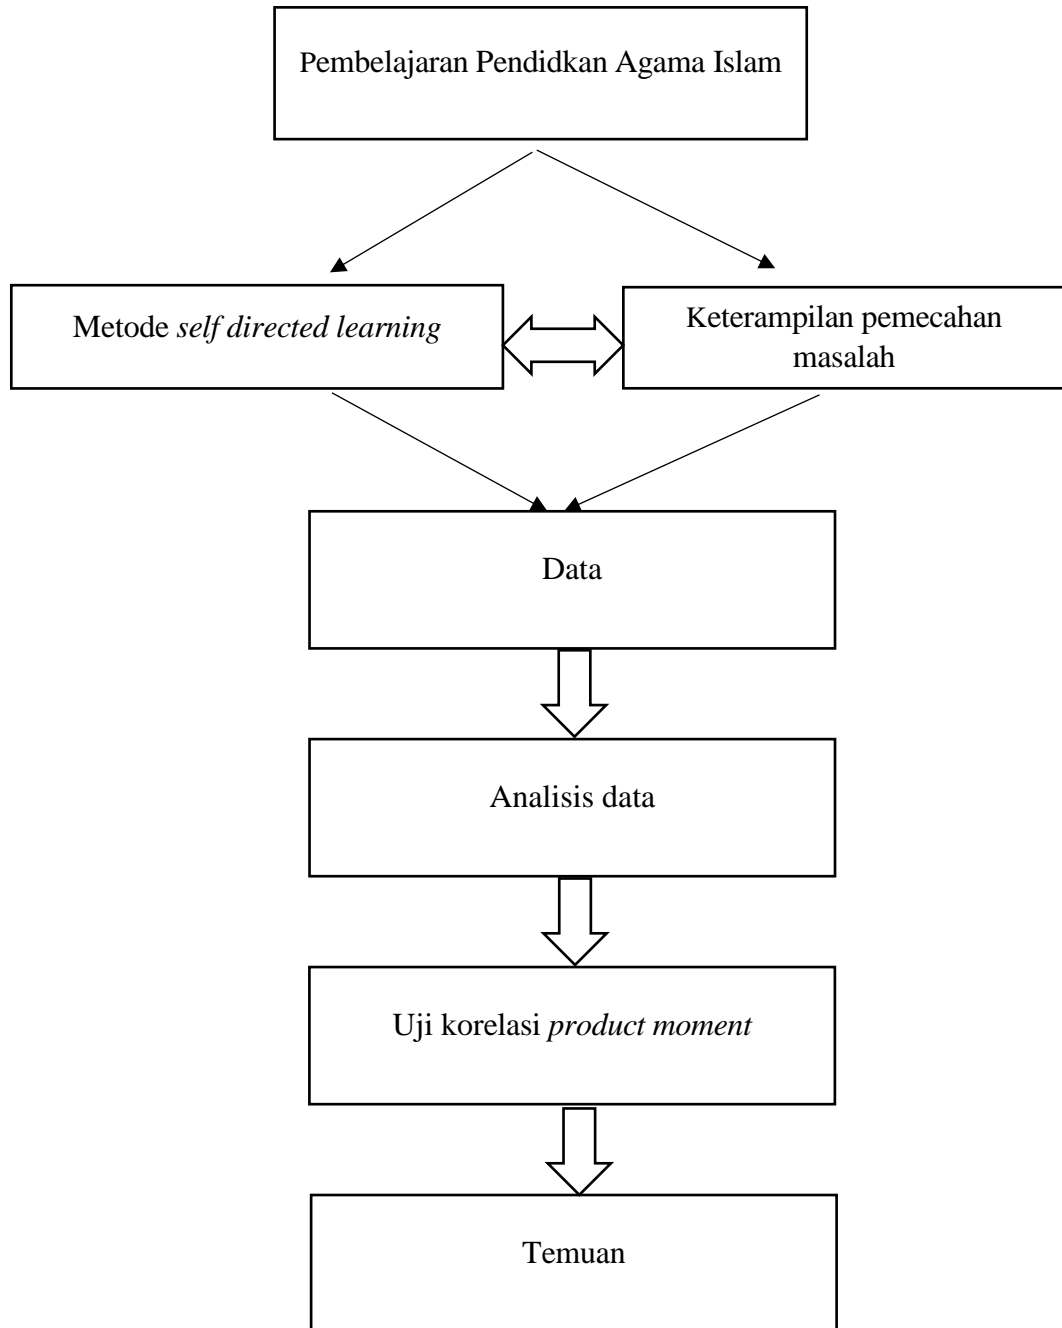 Pembelajaran Pendidkan Agama Islam
Metode self directed learning
Keterampilan pemecahan
masalah
Data
Analisis data
Uji korelasi product moment
Temuan